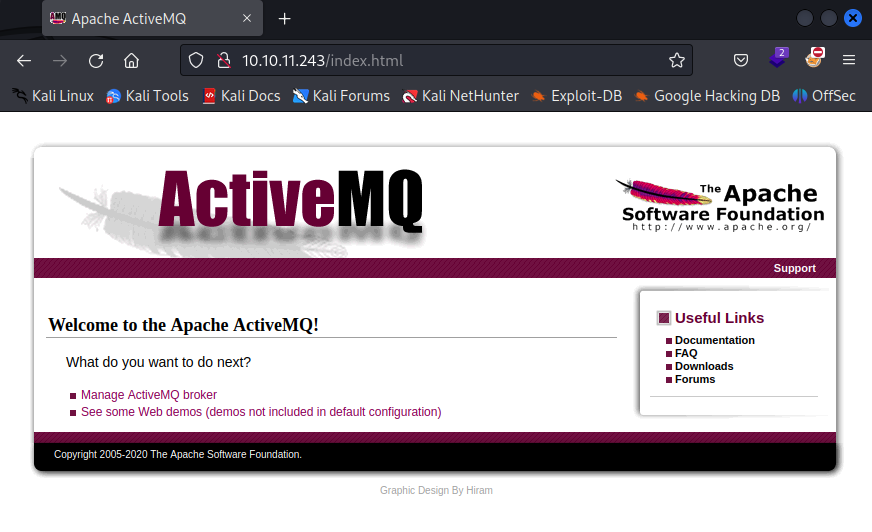 Apache ActiveMQ
10.10.11.243/index.html
2
Kali Linux Kali Tools Kali Docs Kali Forums Kali NetHunter Exploit-DB Google Hacking DB OffSec
ActiveMQ
The Apache
Software Foundation
http://www.apache.org/
Support
Welcome to the Apache ActiveMQ!
What do you want to do next?
Manage ActiveMQ broker
See some Web demos (demos not included in default configuration)
Useful Links
Documentation
FAQ
Downloads
Forums
Copyright 2005-2020 The Apache Software Foundation.
Graphic Design By Hiram